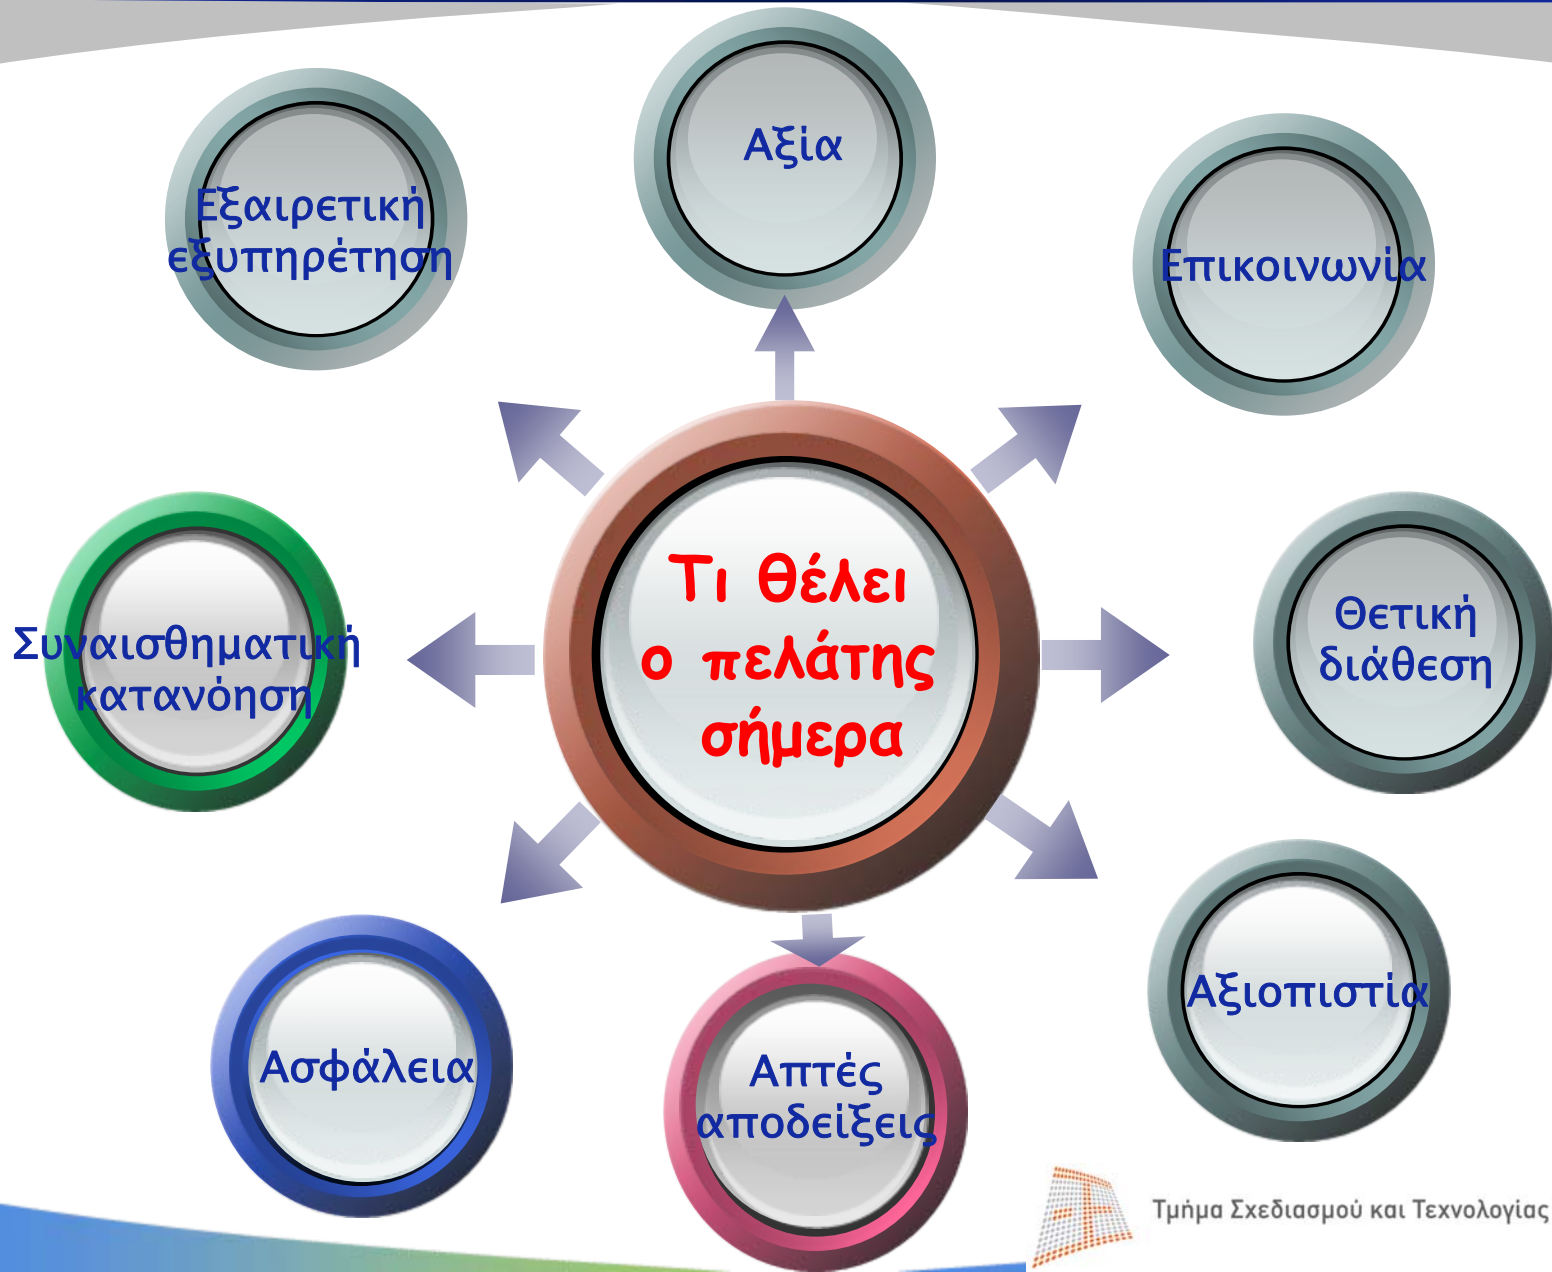 Αξία
Εξαιρετική
εξυπηρέτηση
Επικοινωνία
Τι θέλει
ο πελάτης
σήμερα
Συναισθηματική
κατανόηση
Θετική
διάθεση
Αξιοπιστία
Ασφάλεια
Απτές
αποδείξεις
Τμήμα Σχεδιασμού και Τεχνολογίας